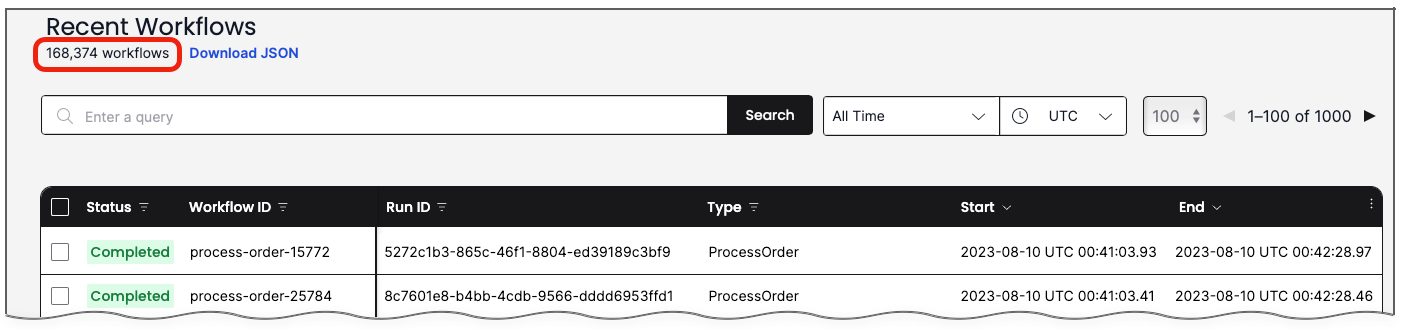 Recent Workflows
168,374 workflows Download JSON
Enter a query Search All Time UTC 100 1–100 of 1000
Status Workflow ID Run ID Type Start End
Completed process-order-15772 5272c1b3-865c-46f1-8804-ed39189c3bf9 ProcessOrder 2023-08-10 UTC 00:41:03.93 2023-08-10 UTC 00:42:28.97
Completed process-order-25784 8c7601e8-b4bb-4cdb-9566-dddd6953ffd1 ProcessOrder 2023-08-10 UTC 00:41:03.41 2023-08-10 UTC 00:42:28.46